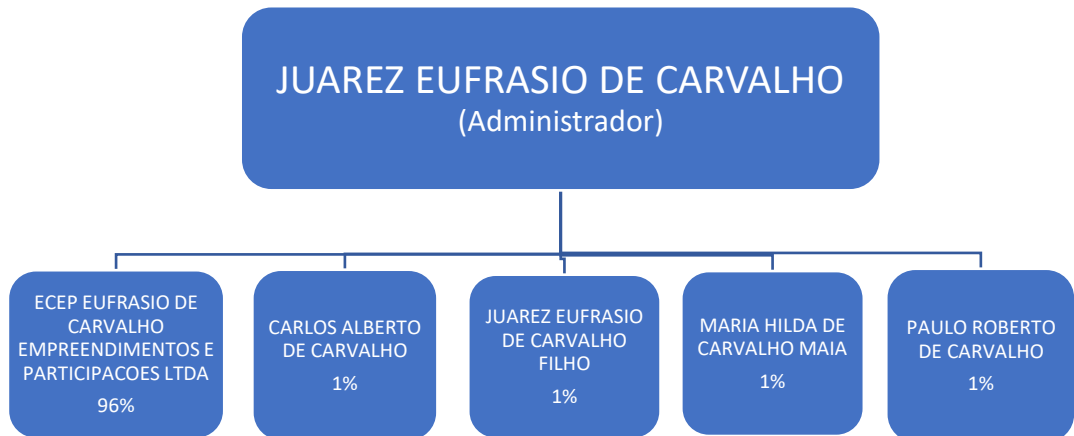 JUAREZ EUFRASIO DE CARVALHO
(Administrador)
ECEP EUFRASIO DE
CARVALHO
EMPREENDIMENTOS E
PARTICIPACOES LTDA
96%
CARLOS ALBERTO
DE CARVALHO
1%
JUAREZ EUFRASIO
DE CARVALHO
FILHO
1%
MARIA HILDA DE
CARVALHO MAIA
1%
PAULO ROBERTO
DE CARVALHO
1%